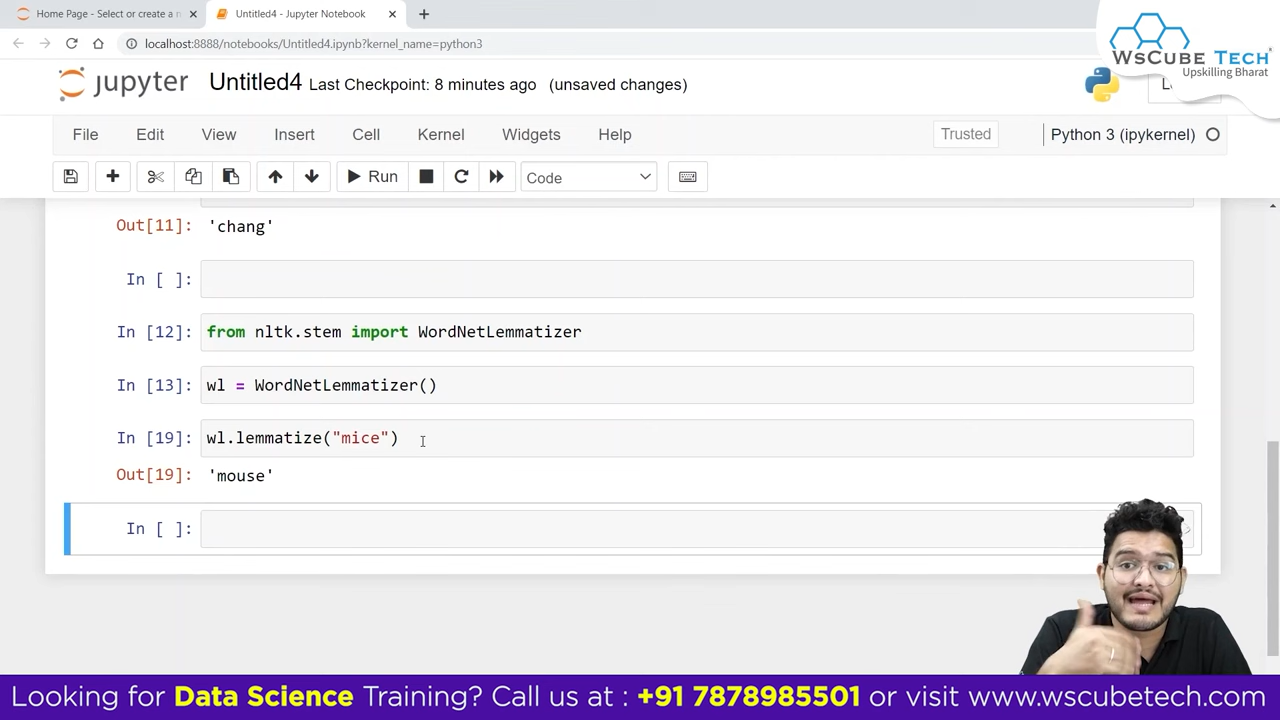 Home Page - Select or create a n
Untitled4 - Jupyter Notebook
localhost:8888/notebooks/Untitled4.ipynb?kernel_name=python3
WsCube Tech
Upskilling Bharat
jupyter Untitled4 Last Checkpoint: 8 minutes ago (unsaved changes)
File Edit View Insert Cell Kernel Widgets Help Trusted Python 3 (ipykernel)
Run Code
Out[11]: 'chang'
In [ ]:
In [12]: from nltk.stem import WordNetLemmatizer
In [13]: wl = WordNetLemmatizer()
In [19]: wl.lemmatize("mice")
Out[19]: 'mouse'
In [ ]:
Looking for Data Science Training? Call us at : +91 7878985501 or visit www.wscubetech.com